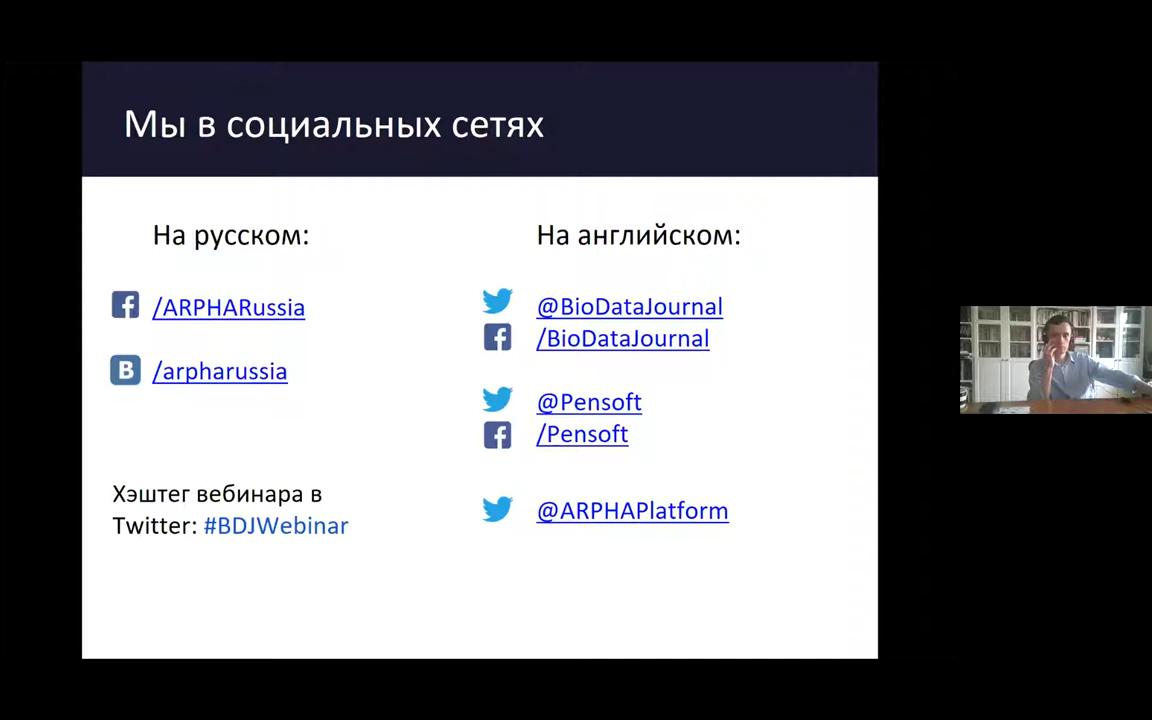 Мы в социальных сетях
На русском:
/ARPHARussia
В /arpharussia
Хэштег вебинара в
Twitter: #BDJWebinar
На английском:
@BioDataJournal
/BioDataJournal
@Pensoft
/Pensoft
@ARPHAPlatform